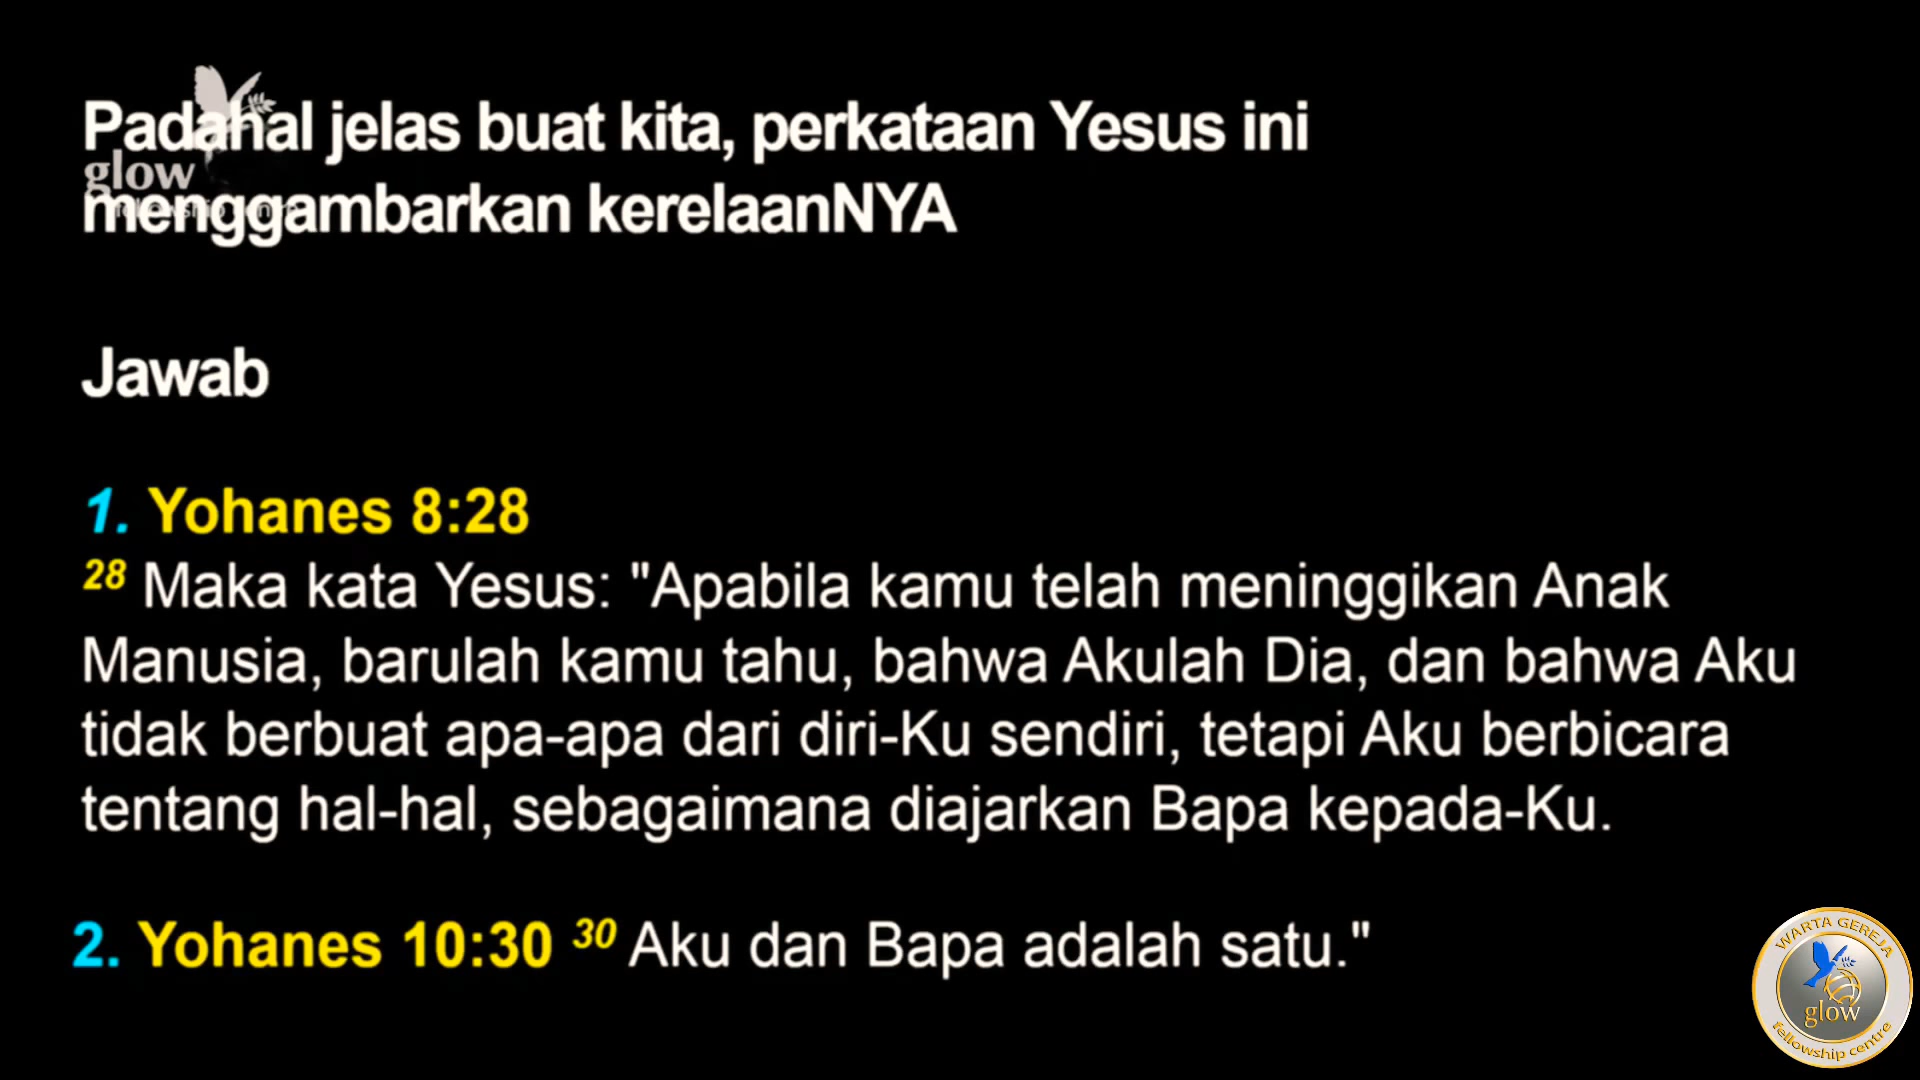 Padahal jelas buat kita, perkataan Yesus ini
glow
menggambarkan kerelaanNYA
fellowship centre
Jawab
1. Yohanes 8:28
28 Maka kata Yesus: "Apabila kamu telah meninggikan Anak
Manusia, barulah kamu tahu, bahwa Akulah Dia, dan bahwa Aku
tidak berbuat apa-apa dari diri-Ku sendiri, tetapi Aku berbicara
tentang hal-hal, sebagaimana diajarkan Bapa kepada-Ku.
2. Yohanes 10:30 30 Aku dan Bapa adalah satu."
WARTA GEREJA
glow
fellowship centre